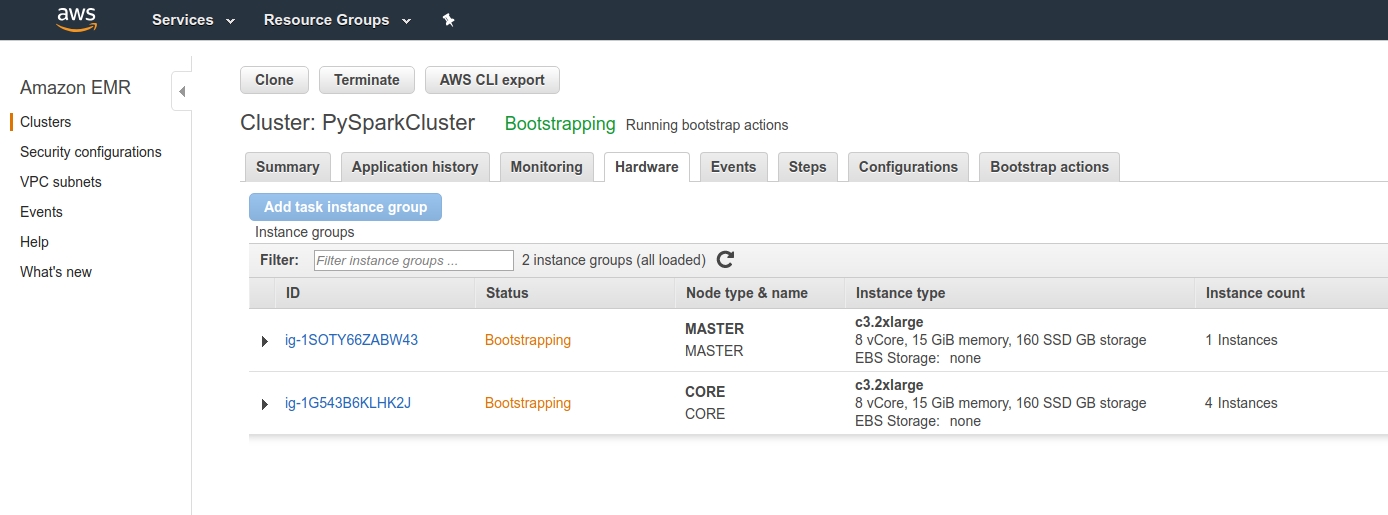 aws Services Resource Groups
Amazon EMR
Clusters
Security configurations
VPC subnets
Events
Help
What's new
Clone Terminate AWS CLI export
Cluster: PySparkCluster Bootstrapping Running bootstrap actions
Summary Application history Monitoring Hardware Events Steps Configurations Bootstrap actions
Add task instance group
Instance groups
Filter: Filter instance groups ... 2 instance groups (all loaded)
ID Status Node type & name Instance type Instance count
ig-1SOTY66ZABW43 Bootstrapping MASTER c3.2xlarge 1 Instances
MASTER 8 vCore, 15 GiB memory, 160 SSD GB storage
EBS Storage: none
ig-1G543B6KLHK2J Bootstrapping CORE c3.2xlarge 4 Instances
CORE 8 vCore, 15 GiB memory, 160 SSD GB storage
EBS Storage: none